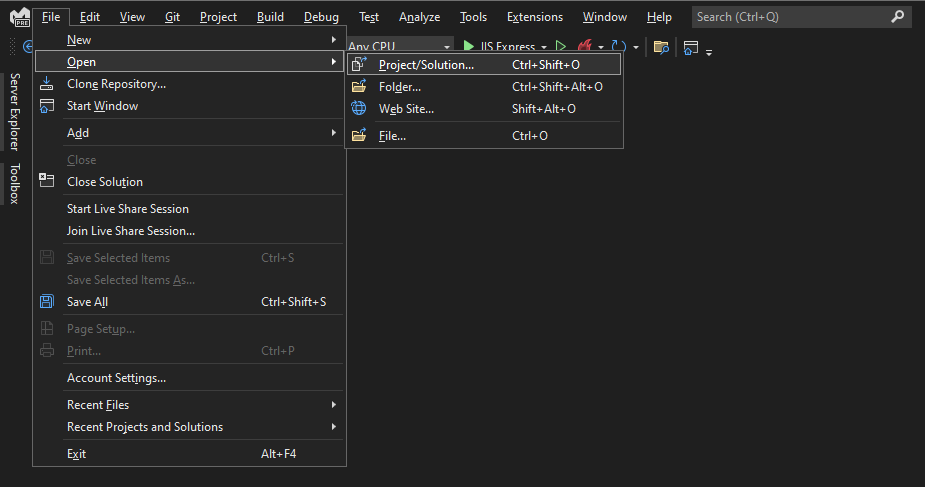 File Edit View Git Project Build Debug Test Analyze Tools Extensions Window Help Search (Ctrl+Q)
PRE
Any CPU IIS Express
New
Open
Project/Solution... Ctrl+Shift+O
Clone Repository...
Folder... Ctrl+Shift+Alt+O
Start Window
Web Site... Shift+Alt+O
Add
File... Ctrl+O
Close
Close Solution
Start Live Share Session
Join Live Share Session...
Save Selected Items Ctrl+S
Save Selected Items As...
Save All Ctrl+Shift+S
Page Setup...
Print... Ctrl+P
Account Settings...
Recent Files
Recent Projects and Solutions
Exit Alt+F4
Server Explorer
Toolbox